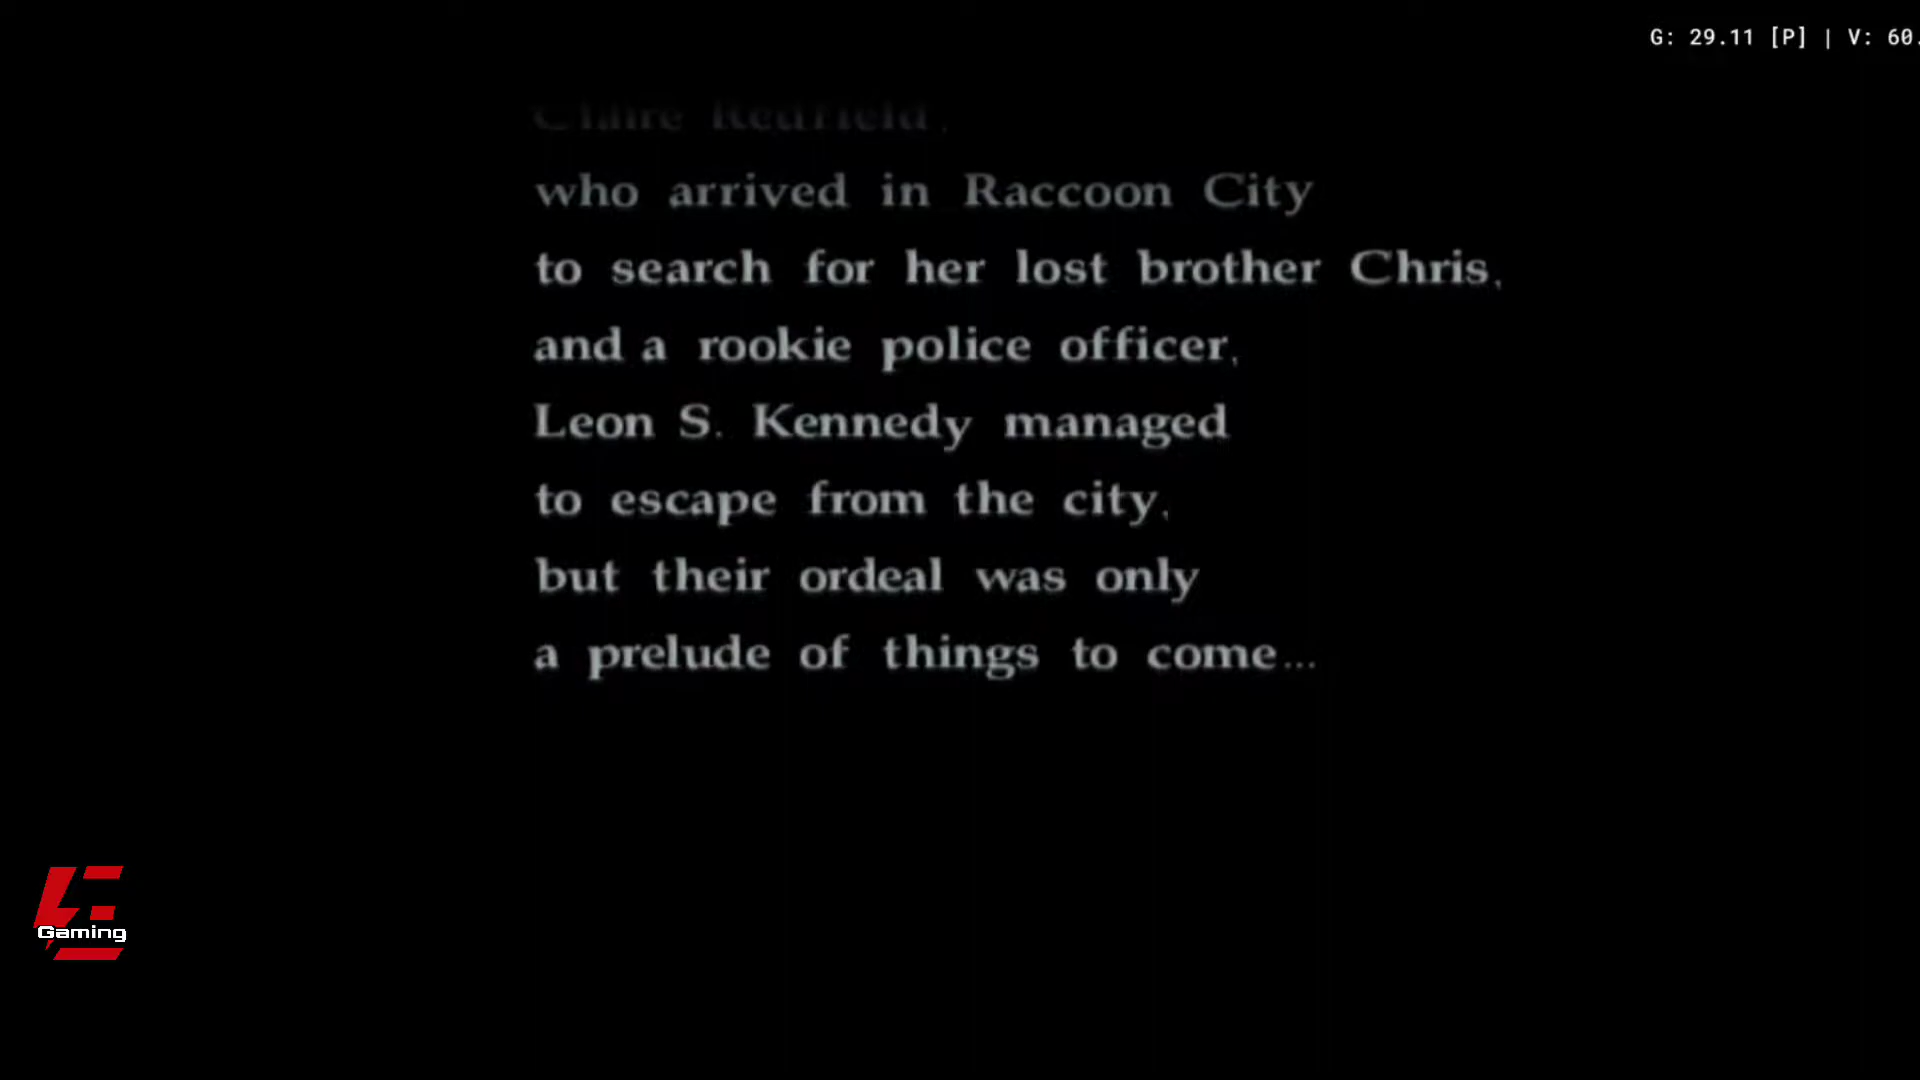 G: 29.11 [P] | V: 60.
Claire Redfield,
who arrived in Raccoon City
to search for her lost brother Chris,
and a rookie police officer,
Leon S. Kennedy managed
to escape from the city,
but their ordeal was only
a prelude of things to come...
Gaming